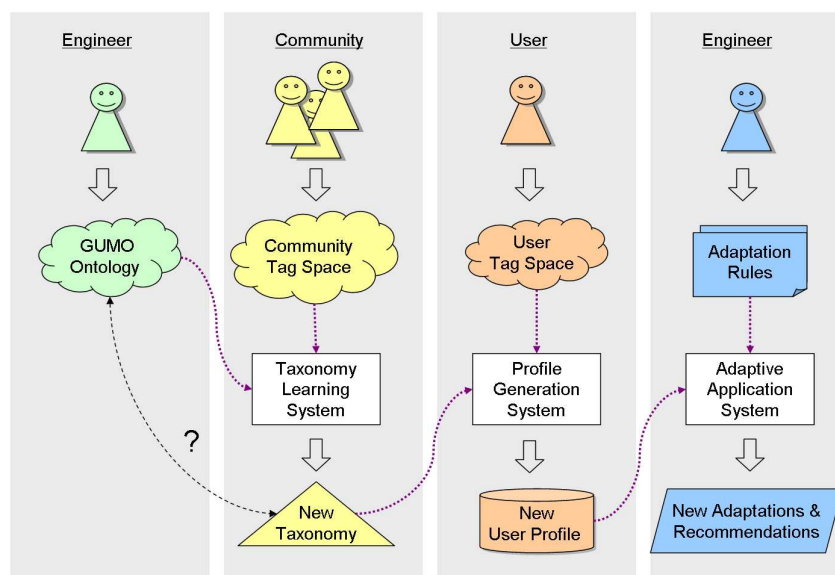 Engineer
Community
User
Engineer
GUMO
Ontology
Community
Tag Space
User
Tag Space
Adaptation
Rules
Taxonomy
Learning
System
Profile
Generation
System
Adaptive
Application
System
?
New
Taxonomy
New
User Profile
New Adaptations &
Recommendations